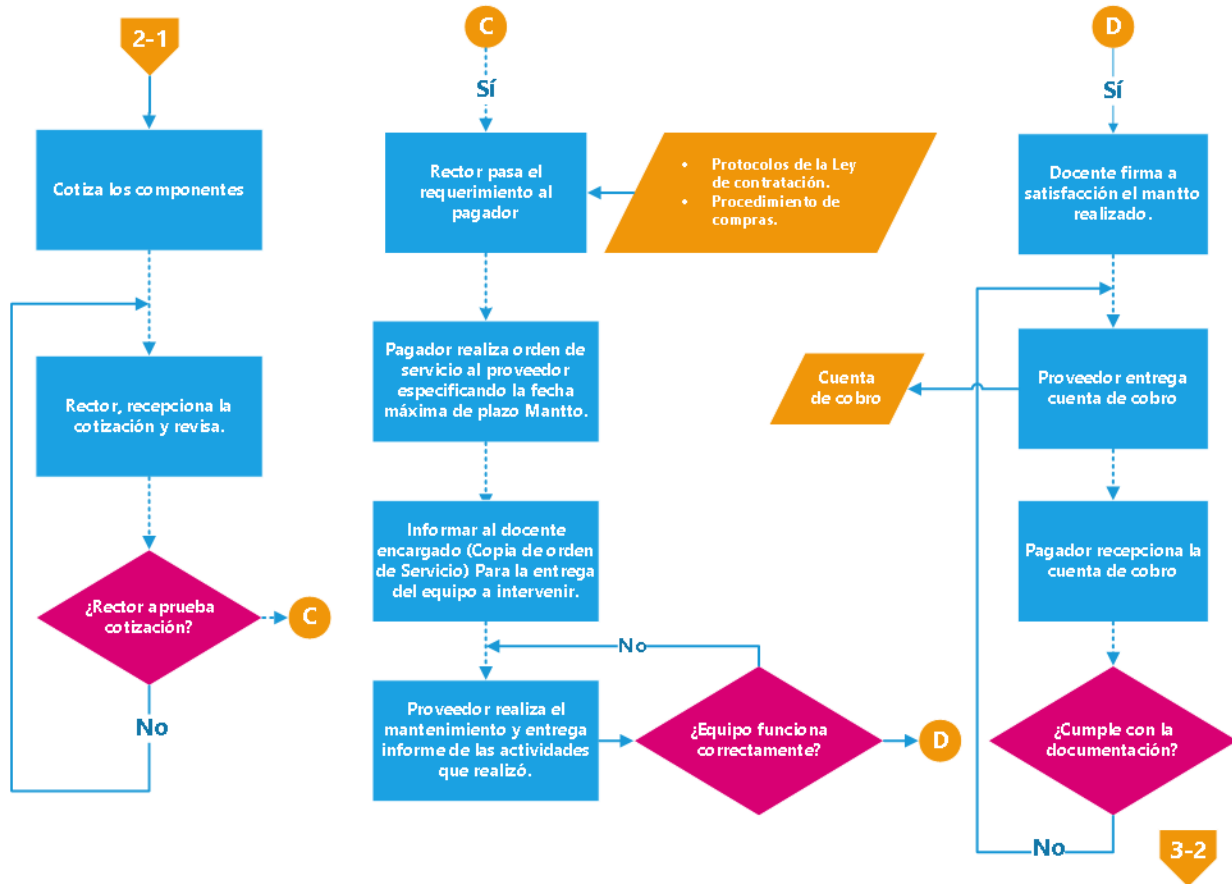 2-1
Cotiza los componentes
Rector, recepciona la
cotización y revisa.
¿Rector aprueba
cotización?
C
No
C
Sí
Rector pasa el
requerimiento al
pagador
• Protocolos de la Ley
de contratación.
• Procedimiento de
compras.
Pagador realiza orden de
servicio al proveedor
especificando la fecha
máxima de plazo Mantto.
Informar al docente
encargado (Copia de orden
de Servicio) Para la entrega
del equipo a intervenir.
No
Proveedor realiza el
mantenimiento y entrega
informe de las actividades
que realizó.
¿Equipo funciona
correctamente?
D
D
Sí
Docente firma a
satisfacción el mantto
realizado.
Cuenta
de cobro
Proveedor entrega
cuenta de cobro
Pagador recepciona la
cuenta de cobro
¿Cumple con la
documentación?
No
3-2